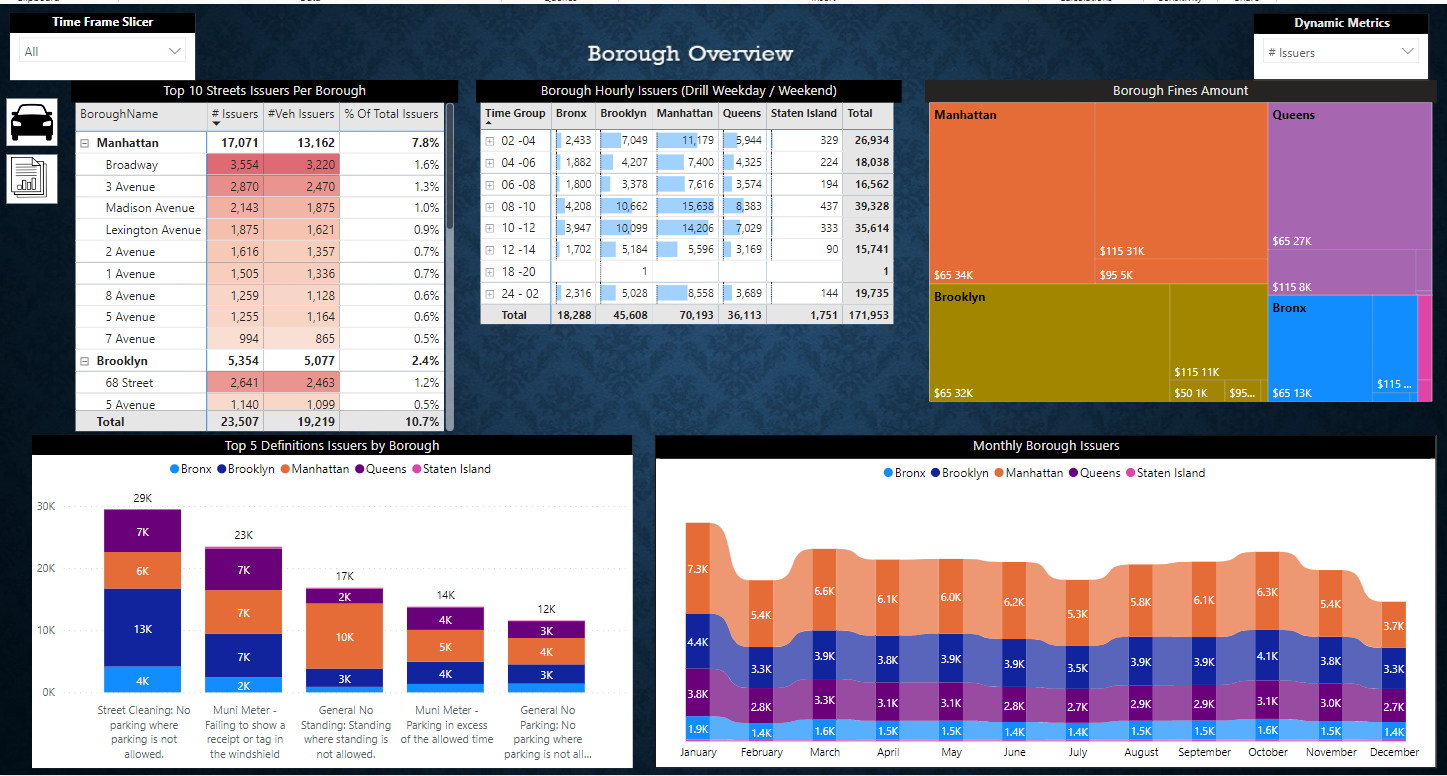 Time Frame Slicer
All
Borough Overview
Dynamic Metrics
# Issuers
Top 10 Streets Issuers Per Borough
BoroughName # Issuers #Veh Issuers % Of Total Issuers
Manhattan 17,071 13,162 7.8%
Broadway 3,554 3,220 1.6%
3 Avenue 2,870 2,470 1.3%
Madison Avenue 2,143 1,875 1.0%
Lexington Avenue 1,875 1,621 0.9%
2 Avenue 1,616 1,357 0.7%
1 Avenue 1,505 1,336 0.7%
8 Avenue 1,259 1,128 0.6%
5 Avenue 1,255 1,164 0.6%
7 Avenue 994 865 0.5%
Brooklyn 5,354 5,077 2.4%
68 Street 2,641 2,463 1.2%
5 Avenue 1,140 1,099 0.5%
Total 23,507 19,219 10.7%
Borough Hourly Issuers (Drill Weekday / Weekend)
Time Group Bronx Brooklyn Manhattan Queens Staten Island Total
02 -04 2,433 7,049 11,179 5,944 329 26,934
04 -06 1,882 4,207 7,400 4,325 224 18,038
06 -08 1,800 3,378 7,616 3,574 194 16,562
08 -10 4,208 10,662 15,638 8,383 437 39,328
10 -12 3,947 10,099 14,206 7,029 333 35,614
12 -14 1,702 5,184 5,596 3,169 90 15,741
18 -20 1 1
24 - 02 2,316 5,028 8,558 3,689 144 19,735
Total 18,288 45,608 70,193 36,113 1,751 171,953
Borough Fines Amount
Manhattan
$65 34K
$115 31K
$95 5K
Queens
$65 27K
$115 8K
Brooklyn
$65 32K
$115 11K
$50 1K
$95...
Bronx
$65 13K
$115 ...
Top 5 Definitions Issuers by Borough
Bronx Brooklyn Manhattan Queens Staten Island
30K
20K
10K
0K
29K
7K
6K
13K
4K
23K
7K
7K
7K
2K
17K
2K
10K
3K
14K
4K
5K
4K
12K
3K
4K
3K
Street Cleaning: No
parking where
parking is not
allowed.
Muni Meter -
Failing to show a
receipt or tag in
the windshield
General No
Standing: Standing
where standing is
not allowed.
Muni Meter -
Parking in excess
of the allowed time
General No
Parking: No
parking where
parking is not all...
Monthly Borough Issuers
Bronx Brooklyn Manhattan Queens Staten Island
7.3K 5.4K 6.6K 6.1K 6.0K 6.2K 5.3K 5.8K 6.1K 6.3K 5.4K 3.7K
4.4K 3.3K 3.9K 3.8K 3.9K 3.9K 3.5K 3.9K 3.9K 4.1K 3.8K 3.3K
3.8K 2.8K 3.3K 3.1K 3.1K 2.8K 2.7K 2.9K 2.9K 3.1K 3.0K 2.7K
1.9K 1.4K 1.6K 1.5K 1.5K 1.4K 1.4K 1.5K 1.5K 1.6K 1.5K 1.4K
January February March April May June July August September October November December